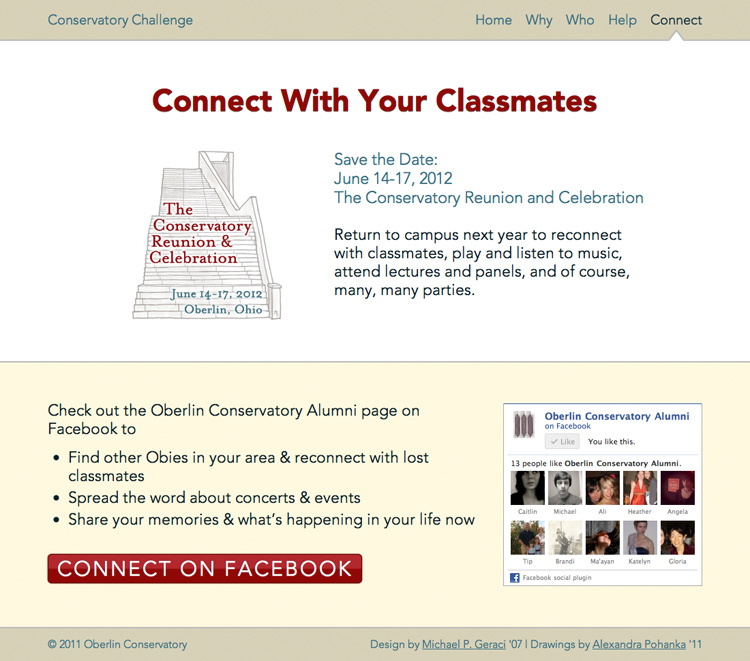 Conservatory Challenge
Home Why Who Help Connect
Connect With Your Classmates
The
Conservatory
Reunion &
Celebration
June 14-17, 2012
Oberlin, Ohio
Save the Date:
June 14-17, 2012
The Conservatory Reunion and Celebration
Return to campus next year to reconnect
with classmates, play and listen to music,
attend lectures and panels, and of course,
many, many parties.
Check out the Oberlin Conservatory Alumni page on
Facebook to
• Find other Obies in your area & reconnect with lost
classmates
• Spread the word about concerts & events
• Share your memories & what's happening in your life now
CONNECT ON FACEBOOK
Oberlin Conservatory Alumni
on Facebook
Like You like this.
13 people like Oberlin Conservatory Alumni.
Caitlin Michael Ali Heather Angela
Tip Brandi Ma'ayan Katelyn Gloria
Facebook social plugin
© 2011 Oberlin Conservatory
Design by Michael P. Geraci '07 | Drawings by Alexandra Pohanka '11